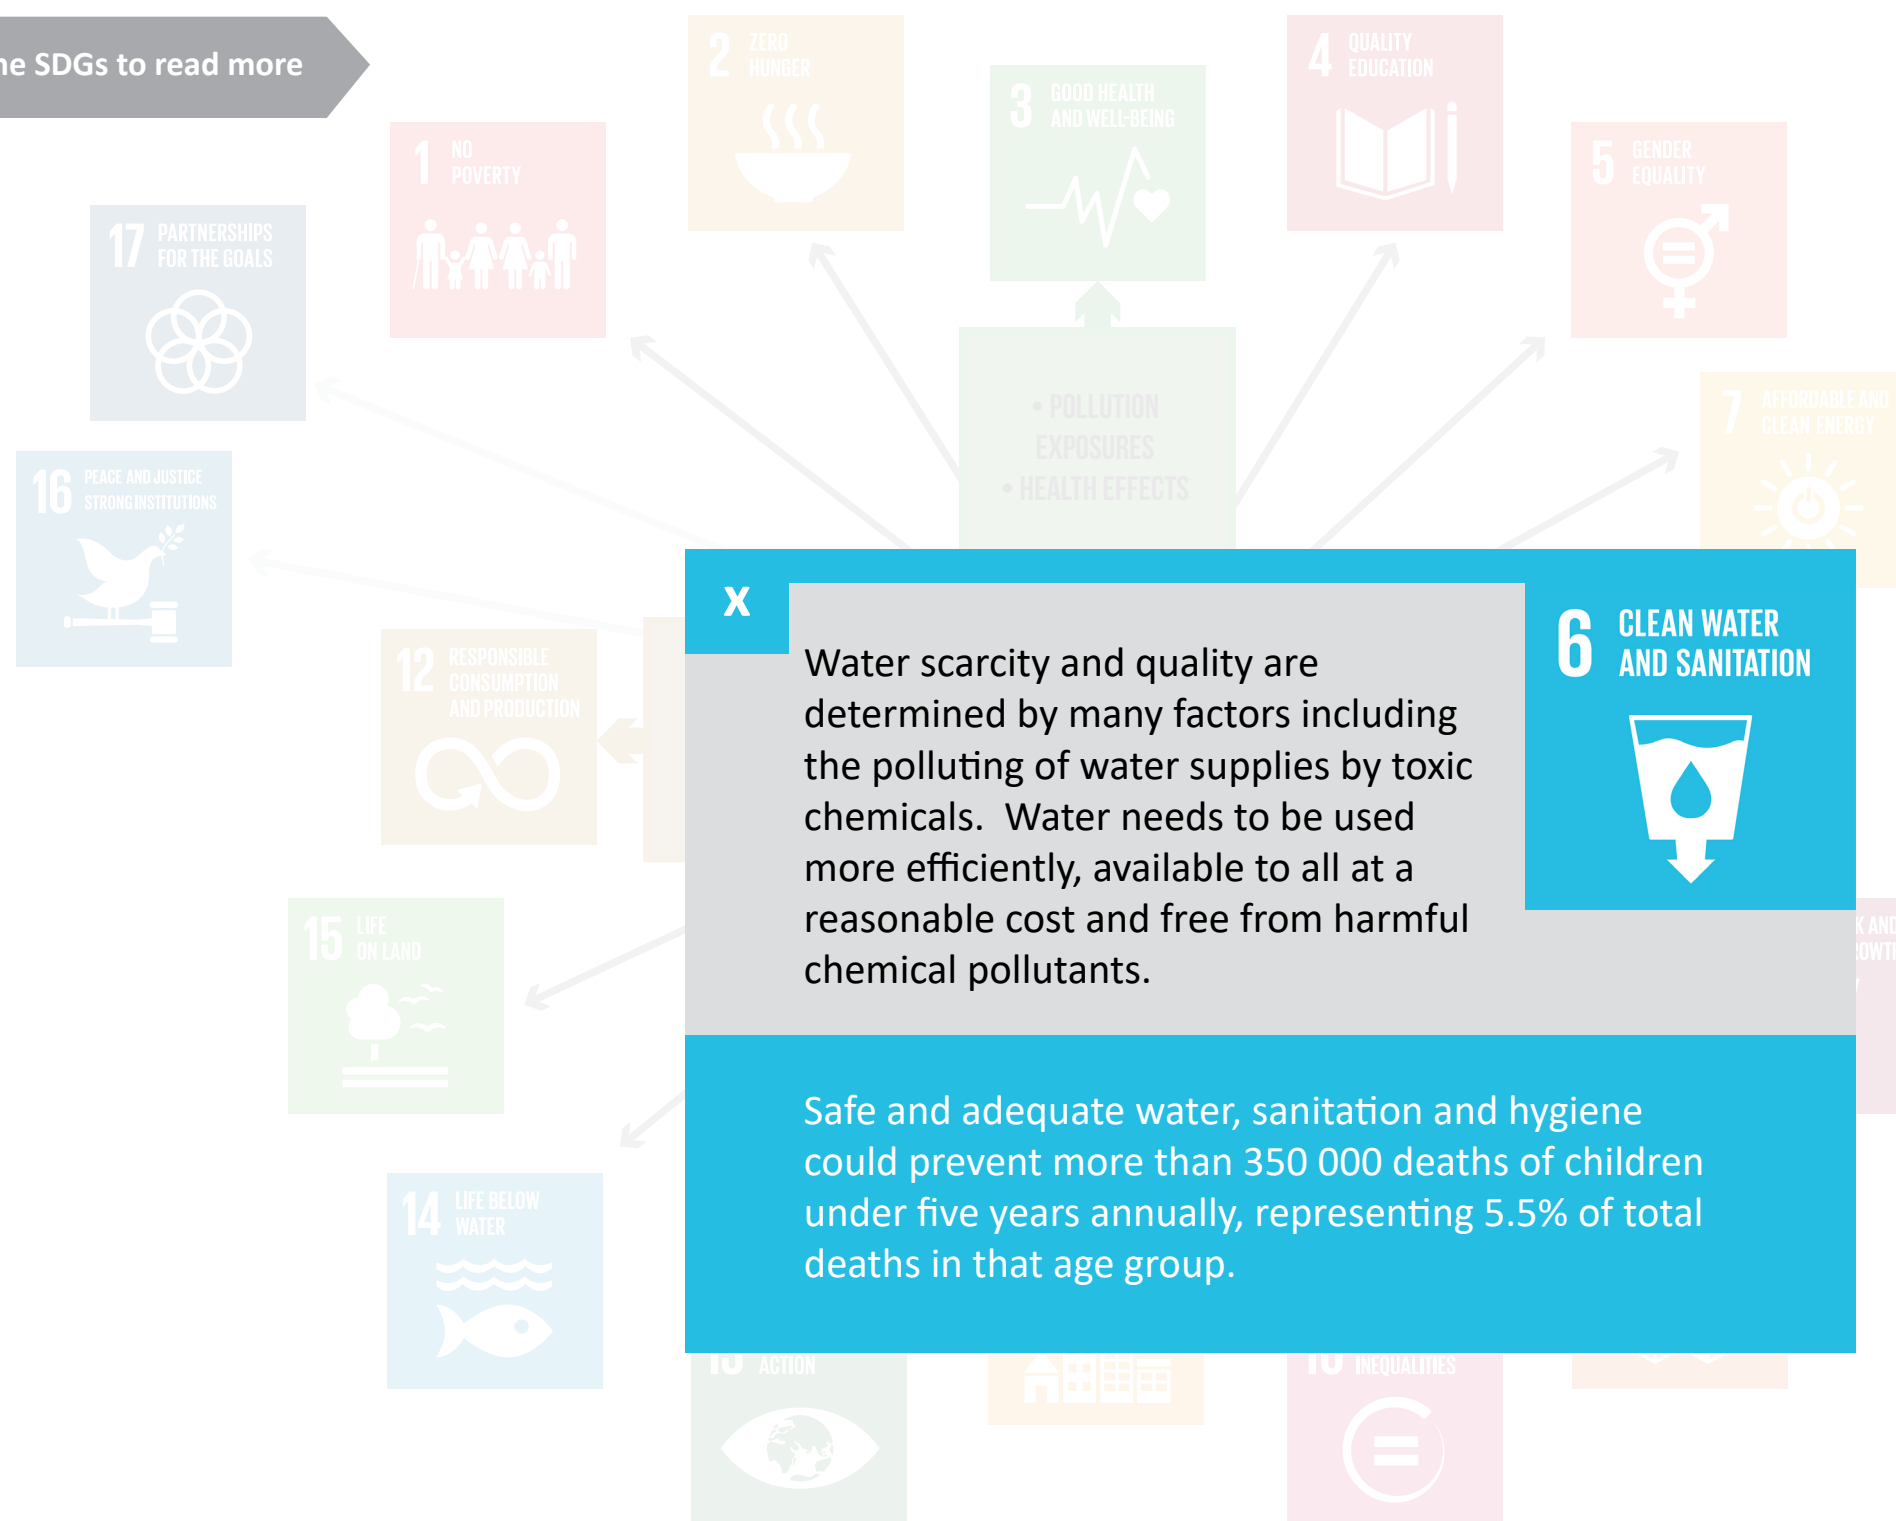 he SDGs to read more
2 ZERO
HUNGER
4 QUALITY
EDUCATION
3 GOOD HEALTH
AND WELL-BEING
1 NO
POVERTY
5 GENDER
EQUALITY
17 PARTNERSHIPS
FOR THE GOALS
• POLLUTION
EXPOSURES
• HEALTH EFFECTS
7 AFFORDABLE AND
CLEAN ENERGY
16 PEACE AND JUSTICE
STRONG INSTITUTIONS
12 RESPONSIBLE
CONSUMPTION
AND PRODUCTION
X
Water scarcity and quality are
determined by many factors including
the polluting of water supplies by toxic
chemicals. Water needs to be used
more efficiently, available to all at a
reasonable cost and free from harmful
chemical pollutants.
6 CLEAN WATER
AND SANITATION
15 LIFE
ON LAND
K AND
OWTH
Safe and adequate water, sanitation and hygiene
could prevent more than 350 000 deaths of children
under five years annually, representing 5.5% of total
deaths in that age group.
14 LIFE BELOW
WATER
13 ACTION
10 INEQUALITIES